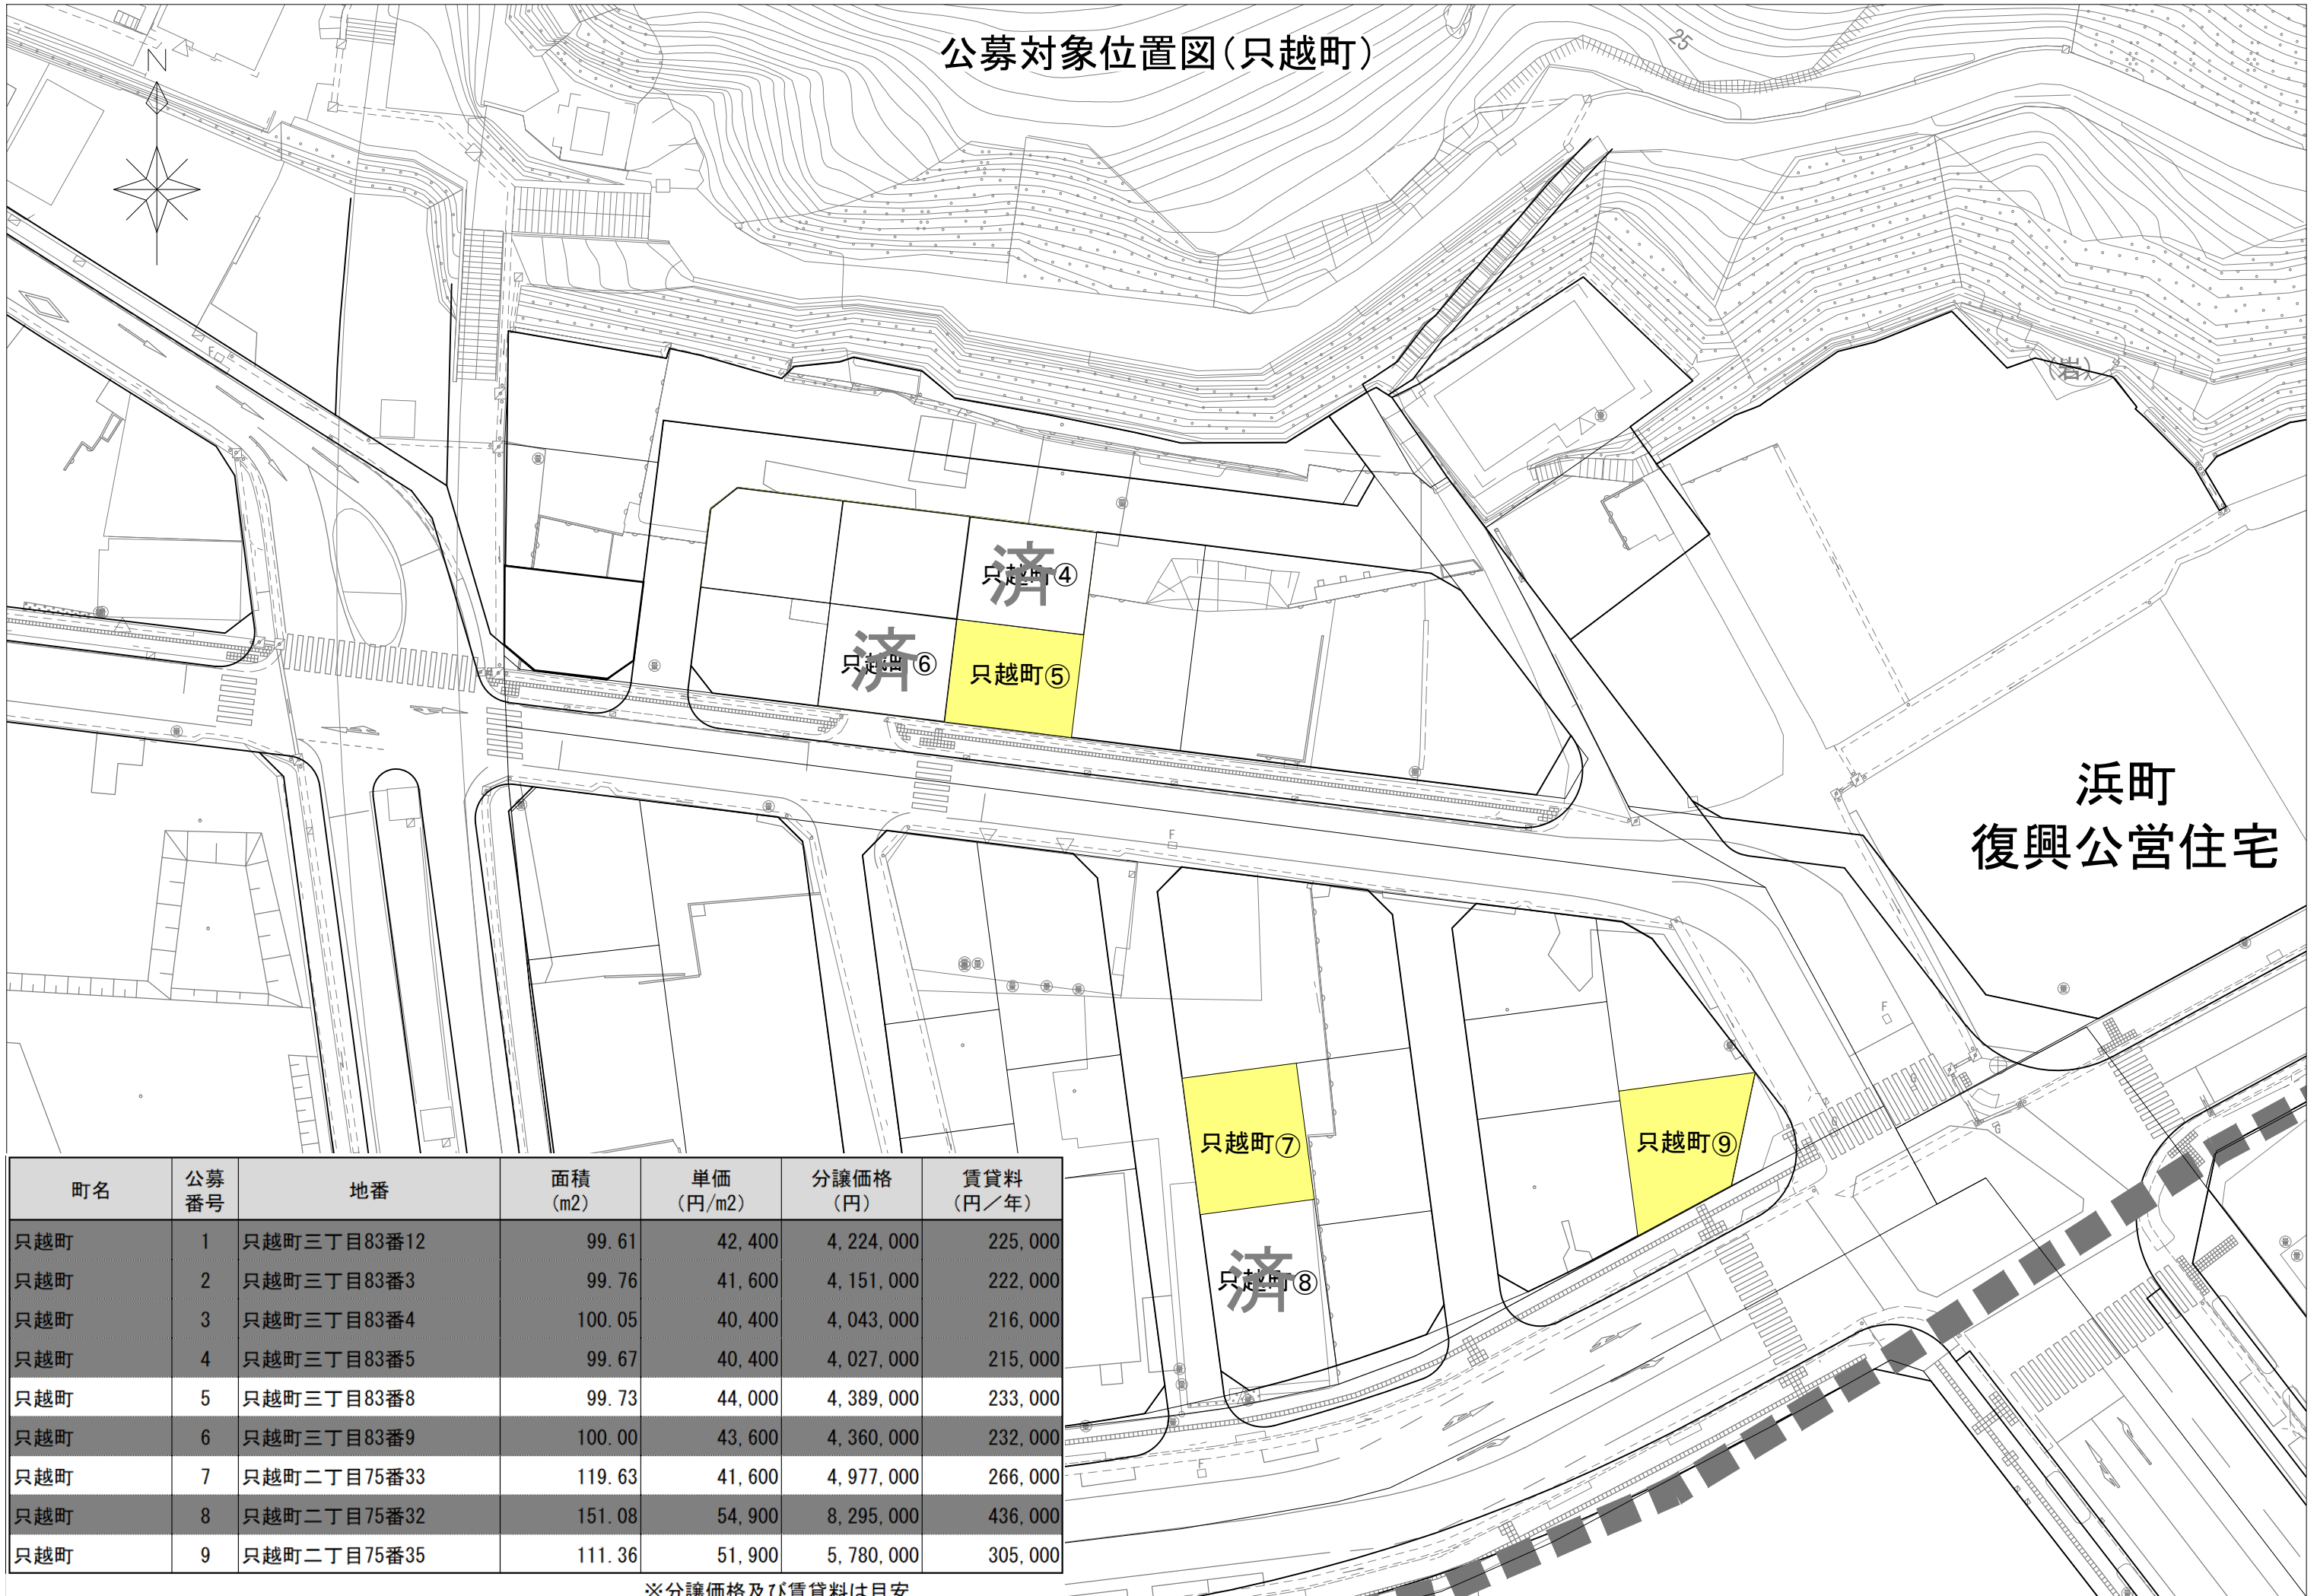 公募対象位置図(只越町)
N
25
(岩)
F
済
只越町④
済
只越町⑥
只越町⑤
浜町
復興公営住宅
F
F
只越町⑦
只越町⑨
済
只越町⑧
G
G
G
F
町名 公募番号 地番 面積(m2) 単価(円/m2) 分譲価格(円) 賃貸料(円/年)
只越町 1 只越町三丁目83番12 99.61 42,400 4,224,000 225,000
只越町 2 只越町三丁目83番3 99.76 41,600 4,151,000 222,000
只越町 3 只越町三丁目83番4 100.05 40,400 4,043,000 216,000
只越町 4 只越町三丁目83番5 99.67 40,400 4,027,000 215,000
只越町 5 只越町三丁目83番8 99.73 44,000 4,389,000 233,000
只越町 6 只越町三丁目83番9 100.00 43,600 4,360,000 232,000
只越町 7 只越町二丁目75番33 119.63 41,600 4,977,000 266,000
只越町 8 只越町二丁目75番32 151.08 54,900 8,295,000 436,000
只越町 9 只越町二丁目75番35 111.36 51,900 5,780,000 305,000
※分譲価格及び賃貸料は目安